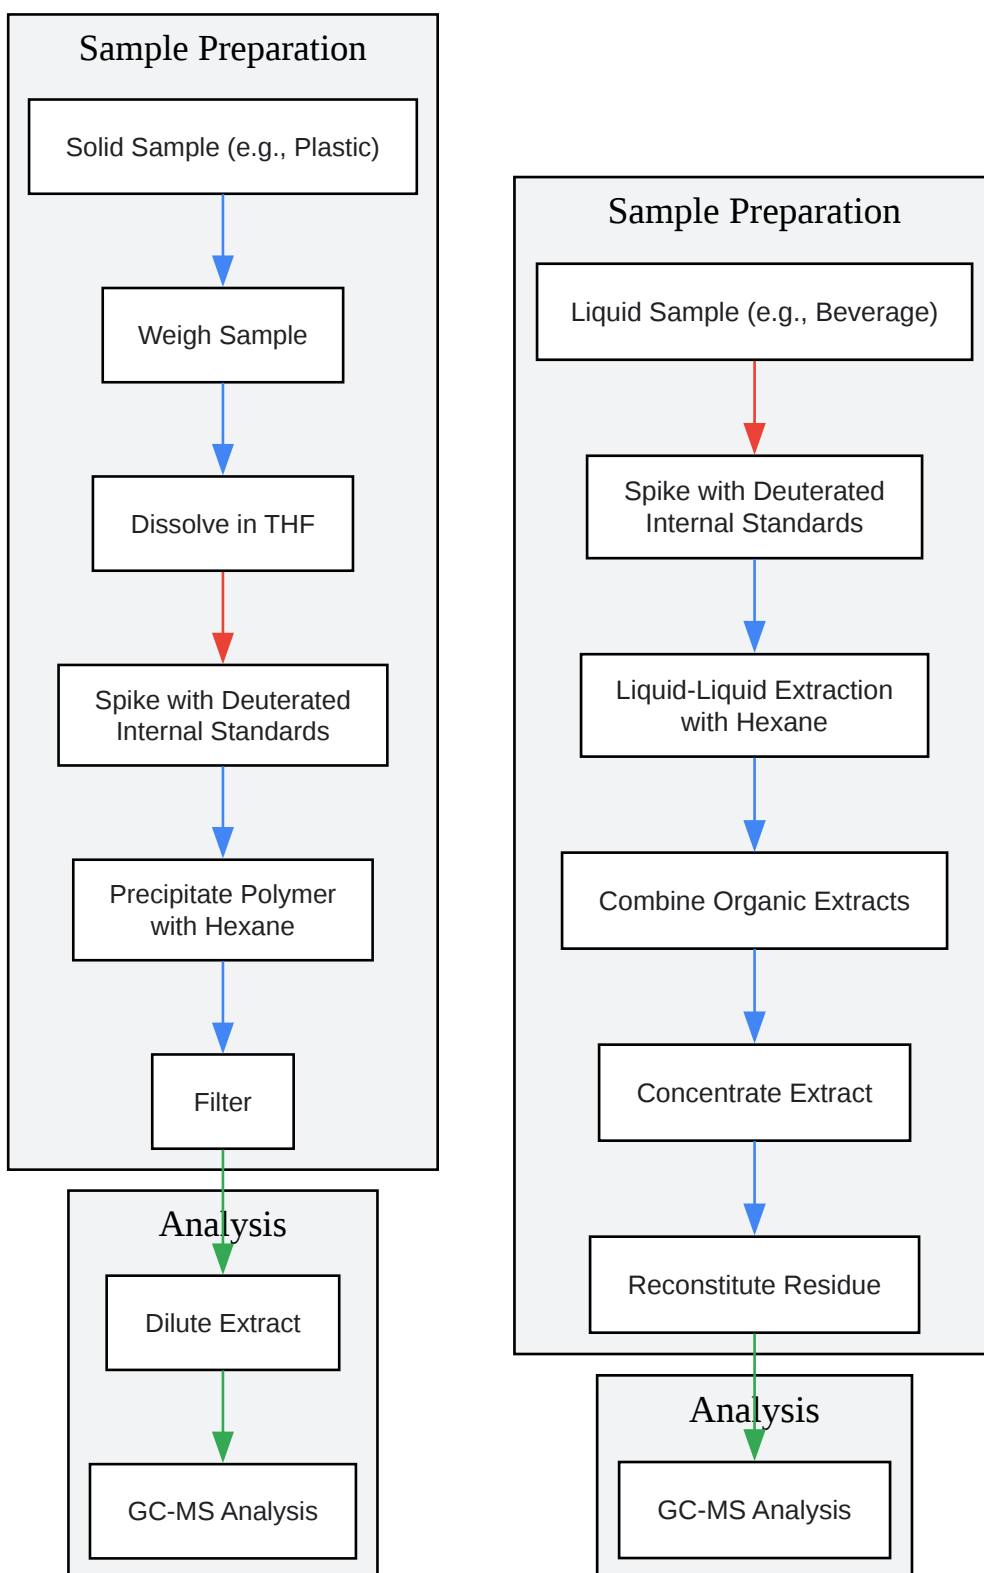 Sample Preparation
Solid Sample (e.g., Plastic)
Weigh Sample
Dissolve in THF
Spike with Deuterated
Internal Standards
Precipitate Polymer
with Hexane
Filter
Analysis
Dilute Extract
GC-MS Analysis
Sample Preparation
Liquid Sample (e.g., Beverage)
Spike with Deuterated
Internal Standards
Liquid-Liquid Extraction
with Hexane
Combine Organic Extracts
Concentrate Extract
Reconstitute Residue
Analysis
GC-MS Analysis